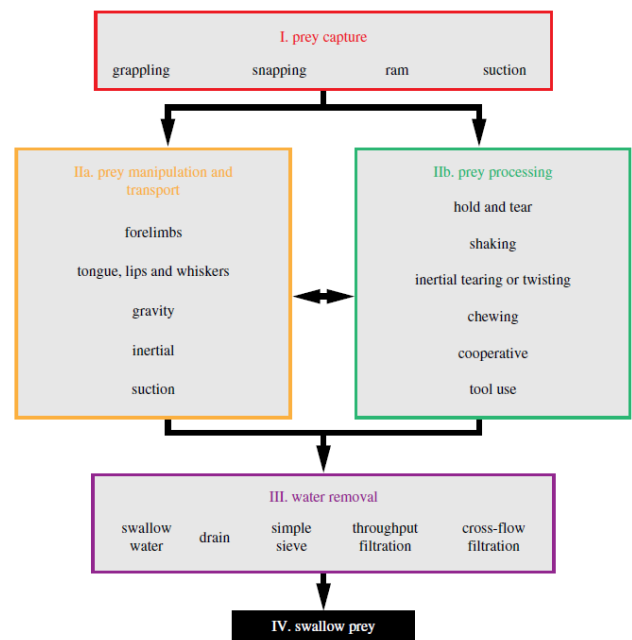 I. prey capture
grappling snapping ram suction
IIa. prey manipulation and
transport
forelimbs
tongue, lips and whiskers
gravity
inertial
suction
IIb. prey processing
hold and tear
shaking
inertial tearing or twisting
chewing
cooperative
tool use
III. water removal
swallow
water
drain
simple
sieve
throughput
filtration
cross-flow
filtration
IV. swallow prey